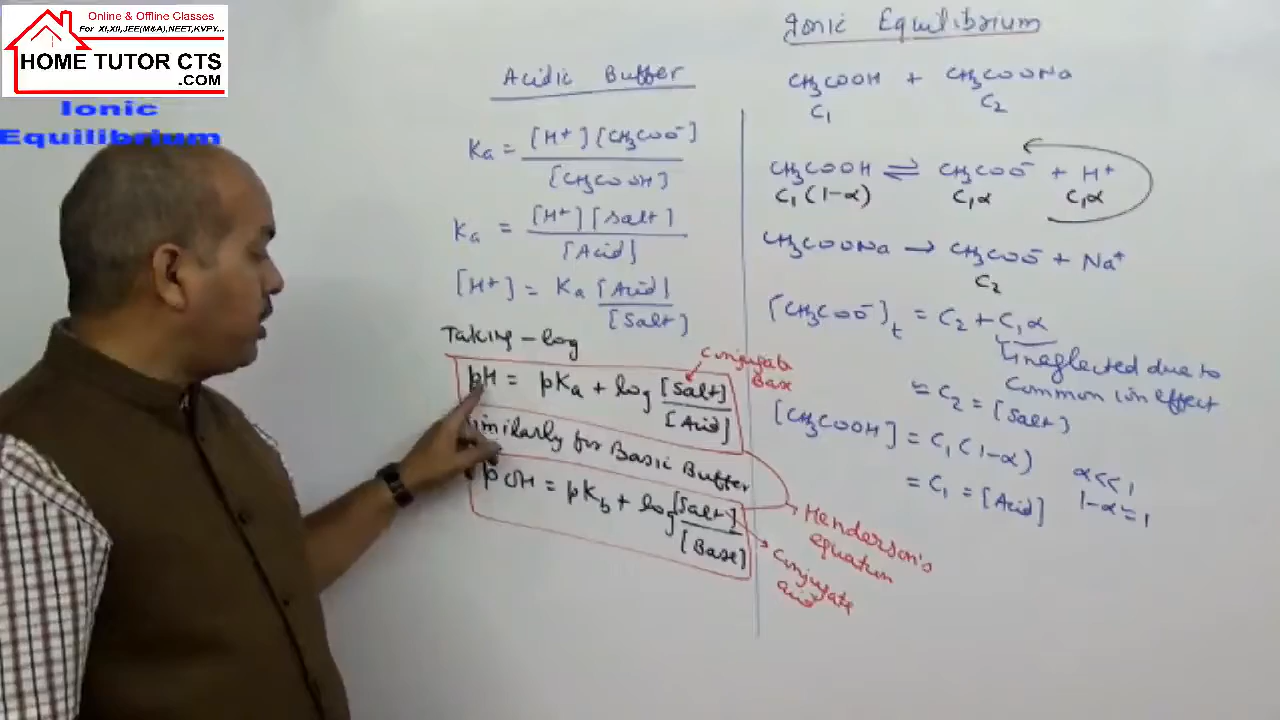 Online & Offline Classes
For XI,XII,JEE(M&A),NEET,KVPY...
HOME TUTOR CTS
.COM
Ionic
Equilibrium
Ionic Equilibrium
Acidic Buffer
Ka = [H+] [CH3COO-] / [CH3COOH]
Ka = [H+] [Salt] / [Acid]
[H+] = Ka [Acid] / [Salt]
Taking - log
pH = pKa + log [Salt] / [Acid]
Conjugate
Base
Similarly for Basic Buffer
pOH = pKb + log [Salt] / [Base]
Henderson's
equation
Conjugate
acid
CH3COOH + CH3COONa
C1 C2
CH3COOH ⇌ CH3COO- + H+
C1(1-α) C1α C1α
CH3COONa → CH3COO- + Na+
C2
[CH3COO-]t = C2 + C1α
neglected due to
Common ion effect
≈ C2 = [Salt]
[CH3COOH] = C1(1-α) α<<1
= C1 = [Acid] 1-α≈1